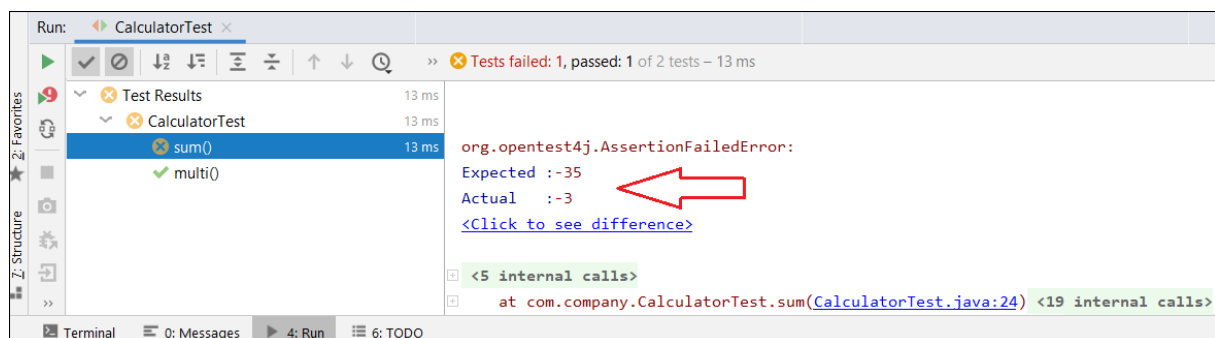 Run: CalculatorTest
Tests failed: 1, passed: 1 of 2 tests – 13 ms
Test Results 13 ms
CalculatorTest 13 ms
sum() 13 ms
multi()
org.opentest4j.AssertionFailedError:
Expected :-35
Actual :-3
<Click to see difference>
<5 internal calls>
at com.company.CalculatorTest.sum(CalculatorTest.java:24) <19 internal calls>
2: Favorites
7: Structure
Terminal 0: Messages 4: Run 6: TODO